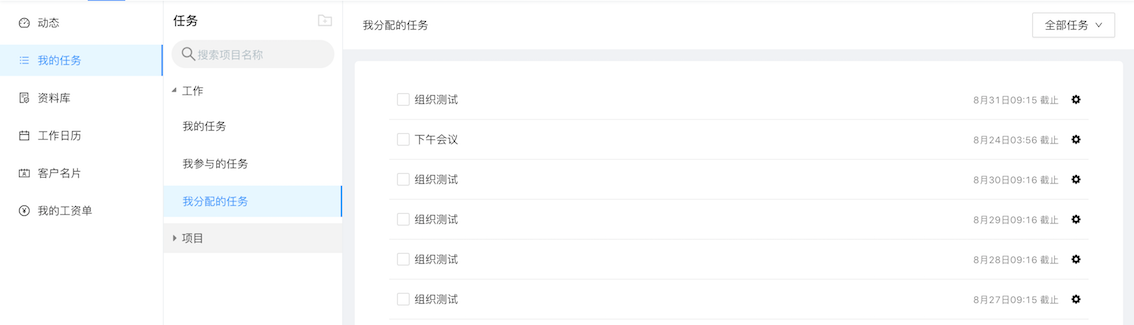 动态
我的任务
资料库
工作日历
客户名片
我的工资单
任务
搜索项目名称
工作
我的任务
我参与的任务
我分配的任务
项目
我分配的任务
全部任务
组织测试 8月31日09:15 截止
下午会议 8月24日03:56 截止
组织测试 8月30日09:16 截止
组织测试 8月29日09:16 截止
组织测试 8月28日09:16 截止
组织测试 8月27日09:15 截止